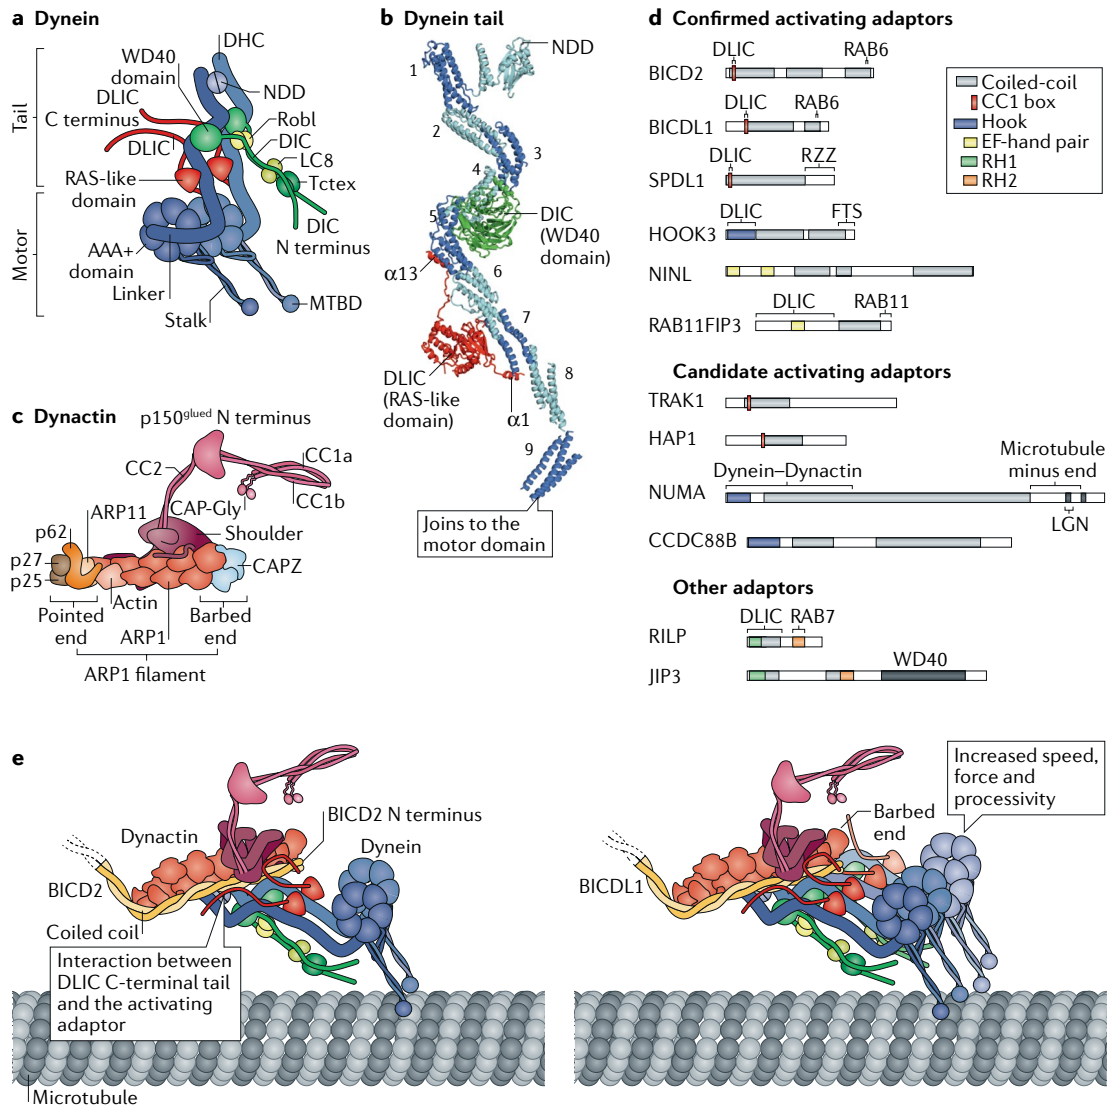 a Dynein
WD40
domain
DHC
NDD
DLIC
C terminus
DLIC
Robl
DIC
LC8
Tctex
RAS-like
domain
DIC
N terminus
AAA+
domain
Linker
Stalk
MTBD
Tail
Motor
b Dynein tail
NDD
1
2
3
4
5
DIC
(WD40
domain)
α13
6
7
DLIC
(RAS-like
domain)
8
α1
9
Joins to the
motor domain
c Dynactin
p150glued N terminus
CC2
CC1a
CC1b
CAP-Gly
ARP11
p62
Shoulder
p27
p25
CAPZ
Actin
Pointed
end
ARP1
Barbed
end
ARP1 filament
d Confirmed activating adaptors
DLIC RAB6
BICD2
DLIC RAB6
BICDL1
DLIC RZZ
SPDL1
DLIC FTS
HOOK3
NINL
DLIC RAB11
RAB11FIP3
Coiled-coil
CC1 box
Hook
EF-hand pair
RH1
RH2
Candidate activating adaptors
TRAK1
HAP1
Microtubule
minus end
Dynein–Dynactin
NUMA
LGN
CCDC88B
Other adaptors
DLIC RAB7
RILP
WD40
JIP3
e
BICD2 N terminus
Dynactin
Dynein
BICD2
Coiled coil
Interaction between
DLIC C-terminal tail
and the activating
adaptor
Microtubule
Increased speed,
force and
processivity
Barbed
end
BICDL1